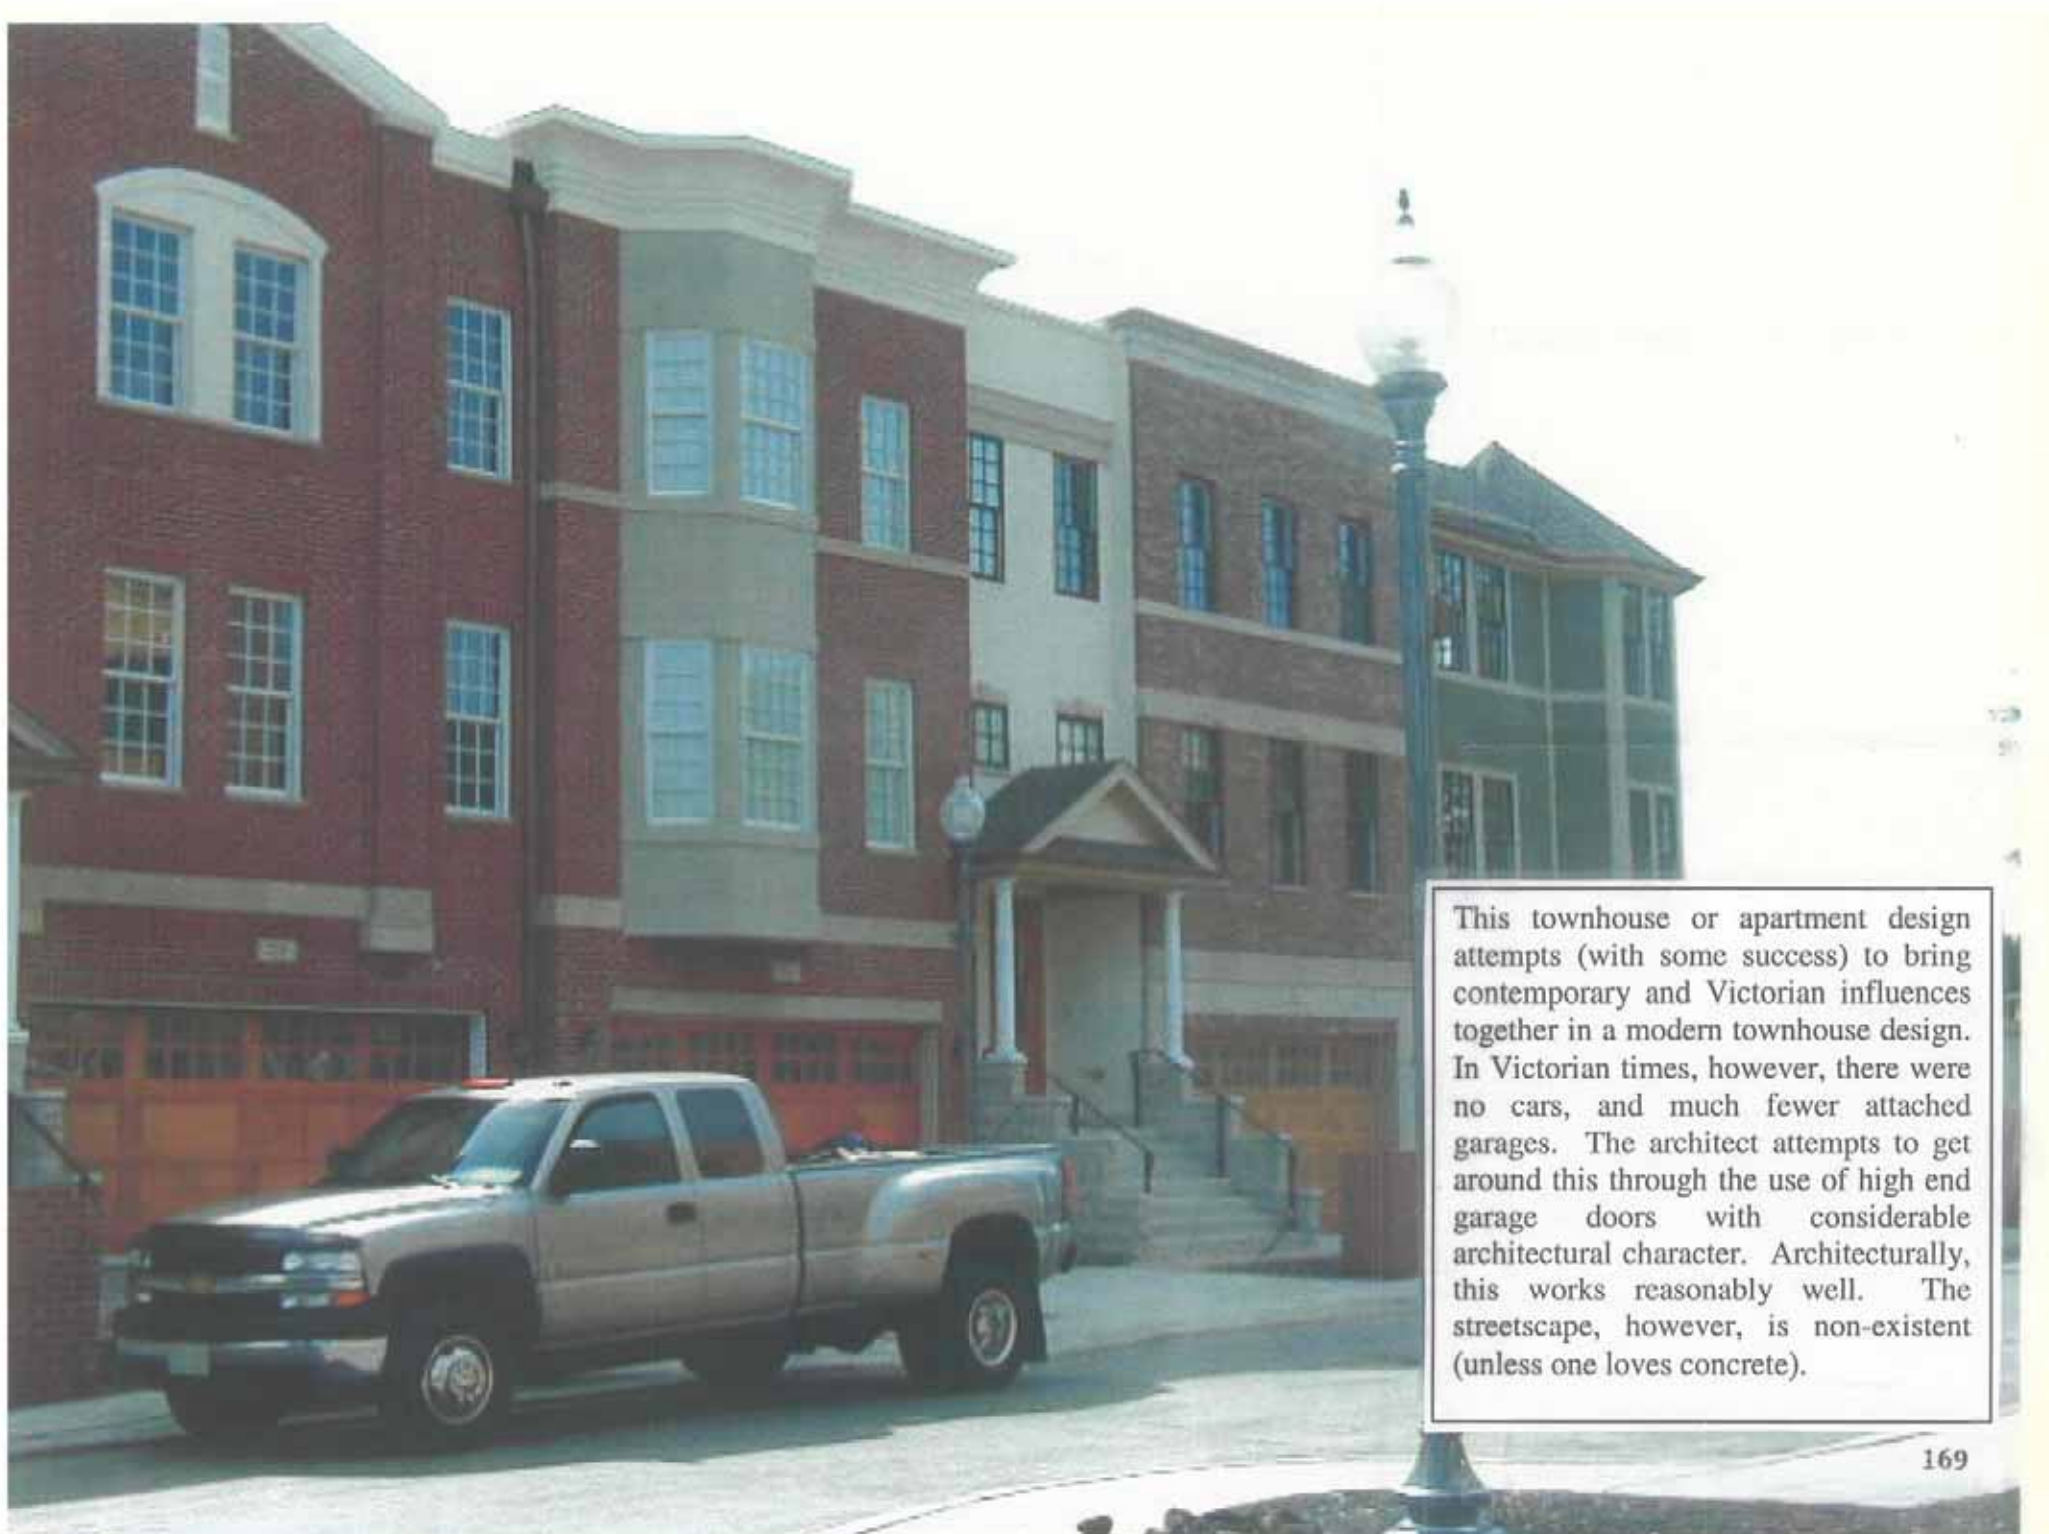 This townhouse or apartment design
attempts (with some success) to bring
contemporary and Victorian influences
together in a modern townhouse design.
In Victorian times, however, there were
no cars, and much fewer attached
garages. The architect attempts to get
around this through the use of high end
garage doors with considerable
architectural character. Architecturally,
this works reasonably well. The
streetscape, however, is non-existent
(unless one loves concrete).
169